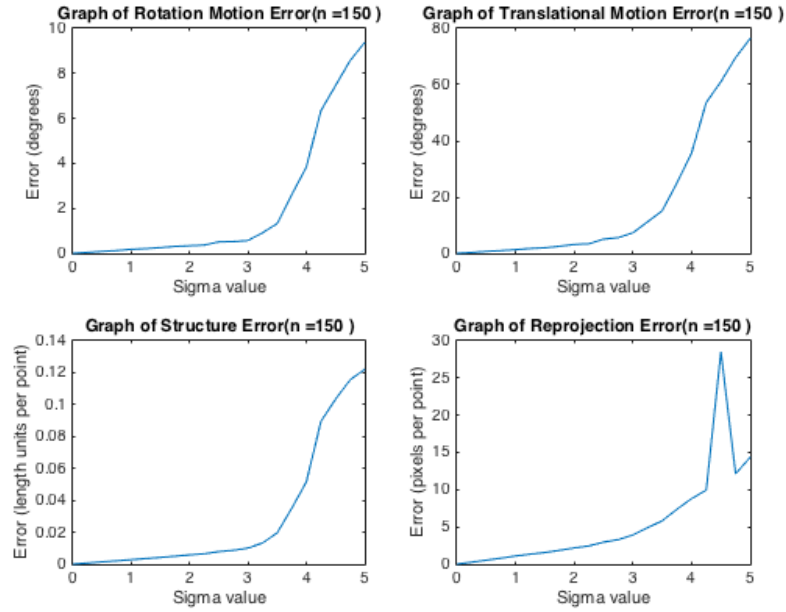 Graph of Rotation Motion Error(n =150 )
10
8
6
4
2
0
Error (degrees)
0 1 2 3 4 5
Sigma value
Graph of Translational Motion Error(n =150 )
80
60
40
20
0
Error (degrees)
0 1 2 3 4 5
Sigma value
Graph of Structure Error(n =150 )
0.14
0.12
0.1
0.08
0.06
0.04
0.02
0
Error (length units per point)
0 1 2 3 4 5
Sigma value
Graph of Reprojection Error(n =150 )
30
25
20
15
10
5
0
Error (pixels per point)
0 1 2 3 4 5
Sigma value